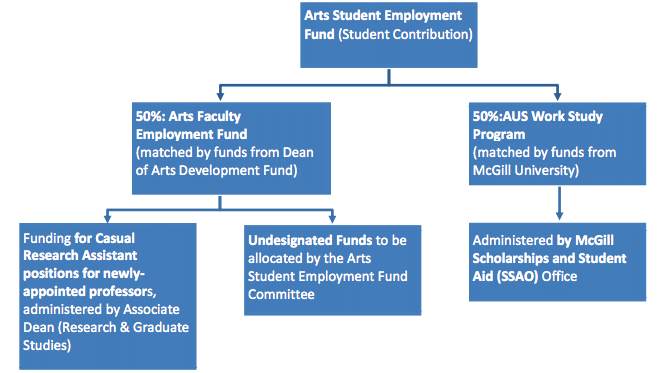 Arts Student Employment
Fund (Student Contribution)
50%: Arts Faculty
Employment Fund
(matched by funds from Dean
of Arts Development Fund)
50%:AUS Work Study
Program
(matched by funds from
McGill University)
Funding for Casual
Research Assistant
positions for newly-
appointed professors,
administered by Associate
Dean (Research & Graduate
Studies)
Undesignated Funds to be
allocated by the Arts
Student Employment Fund
Committee
Administered by McGill
Scholarships and Student
Aid (SSAO) Office